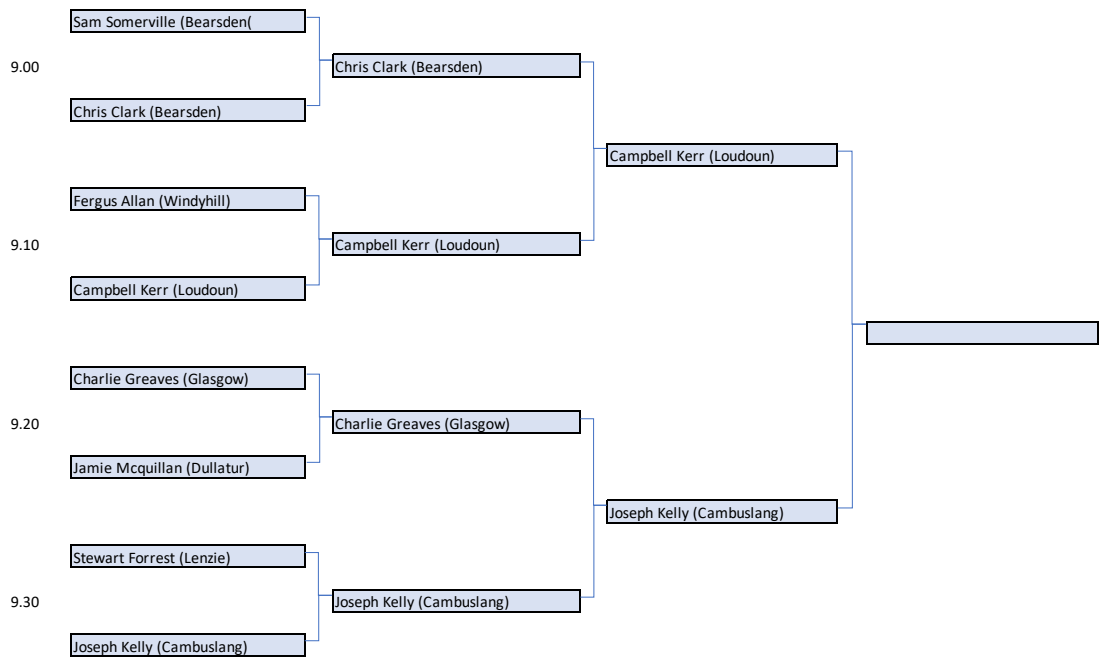 Sam Somerville (Bearsden(
9.00
Chris Clark (Bearsden)
Chris Clark (Bearsden)
Campbell Kerr (Loudoun)
Fergus Allan (Windyhill)
9.10
Campbell Kerr (Loudoun)
Campbell Kerr (Loudoun)
Charlie Greaves (Glasgow)
9.20
Charlie Greaves (Glasgow)
Jamie Mcquillan (Dullatur)
Joseph Kelly (Cambuslang)
Stewart Forrest (Lenzie)
9.30
Joseph Kelly (Cambuslang)
Joseph Kelly (Cambuslang)